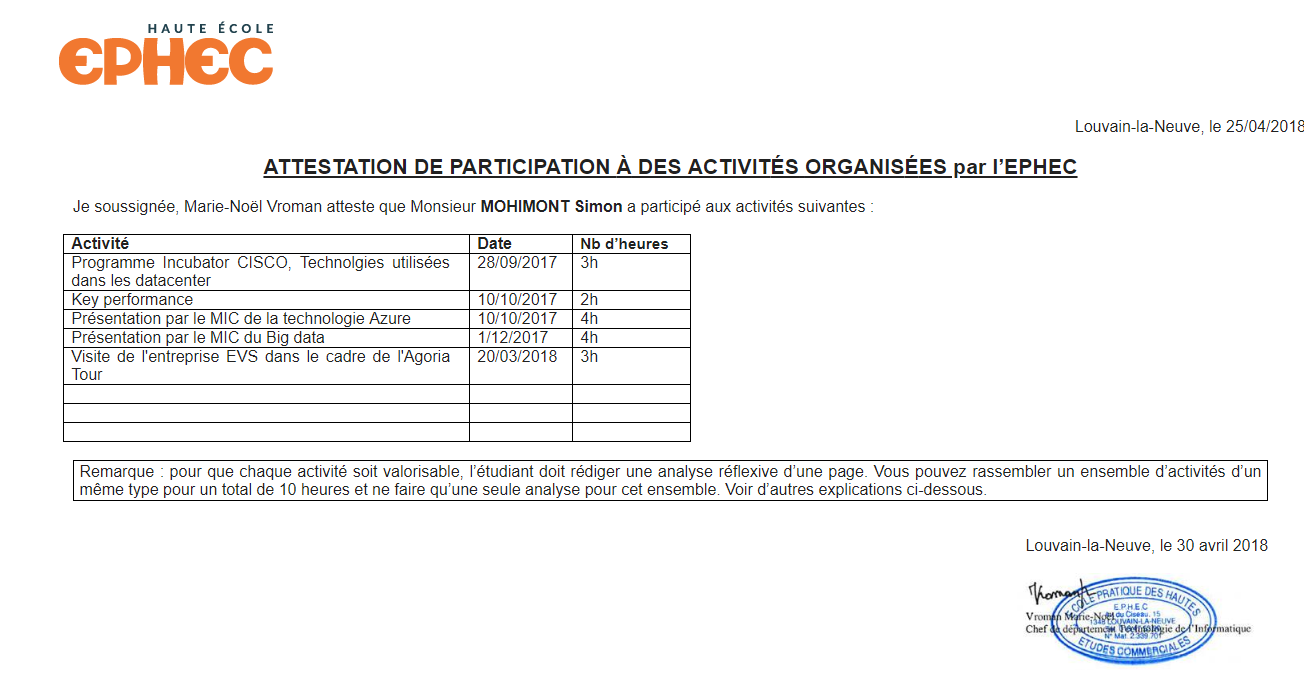 HAUTE ÉCOLE
EPHEC
Louvain-la-Neuve, le 25/04/2018
ATTESTATION DE PARTICIPATION À DES ACTIVITÉS ORGANISÉES par l'EPHEC
Je soussignée, Marie-Noël Vroman atteste que Monsieur MOHIMONT Simon a participé aux activités suivantes :
Activité Date Nb d'heures
Programme Incubator CISCO, Technolgies utilisées 28/09/2017 3h
dans les datacenter
Key performance 10/10/2017 2h
Présentation par le MIC de la technologie Azure 10/10/2017 4h
Présentation par le MIC du Big data 1/12/2017 4h
Visite de l'entreprise EVS dans le cadre de l'Agoria 20/03/2018 3h
Tour
Remarque : pour que chaque activité soit valorisable, l'étudiant doit rédiger une analyse réflexive d'une page. Vous pouvez rassembler un ensemble d'activités d'un
même type pour un total de 10 heures et ne faire qu'une seule analyse pour cet ensemble. Voir d'autres explications ci-dessous.
Louvain-la-Neuve, le 30 avril 2018
Vroman
ECOLE PRATIQUE DES HAUTES
E.P.H.E.C
du Ciseau, 15
1348 LOUVAIN-LA-NEUVE
N° Mat. 2.339.701
ETUDES COMMERCIALES
Vroman Marie-Noël
Chef de département Technologie de l'Informatique